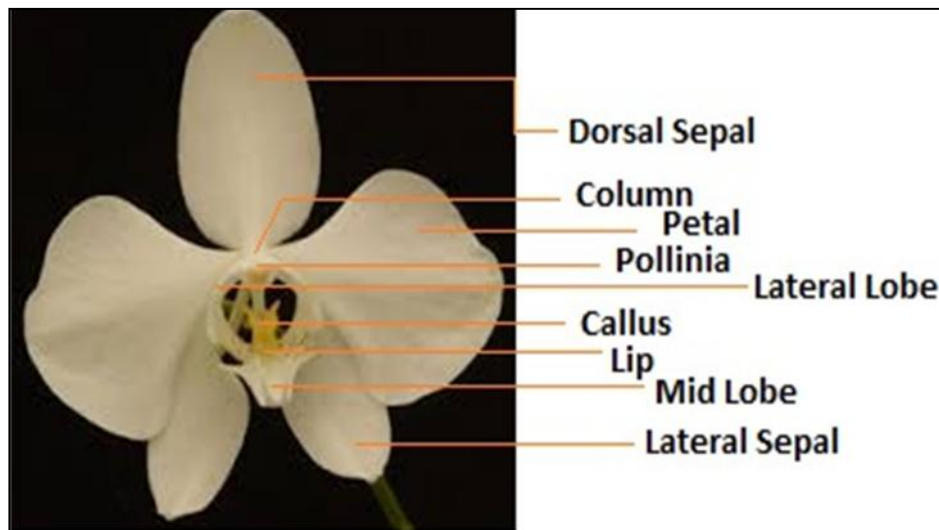 Dorsal Sepal
Column
Petal
Pollinia
Lateral Lobe
Callus
Lip
Mid Lobe
Lateral Sepal